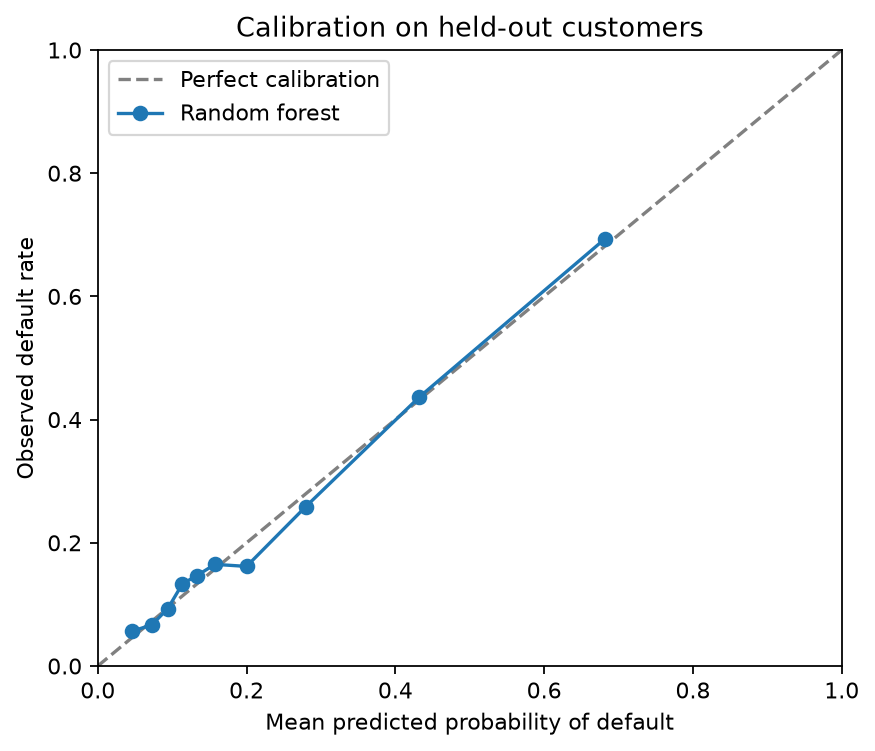 Calibration on held-out customers
Perfect calibration
Random forest
Observed default rate
1.0
0.8
0.6
0.4
0.2
0.0
0.0 0.2 0.4 0.6 0.8 1.0
Mean predicted probability of default